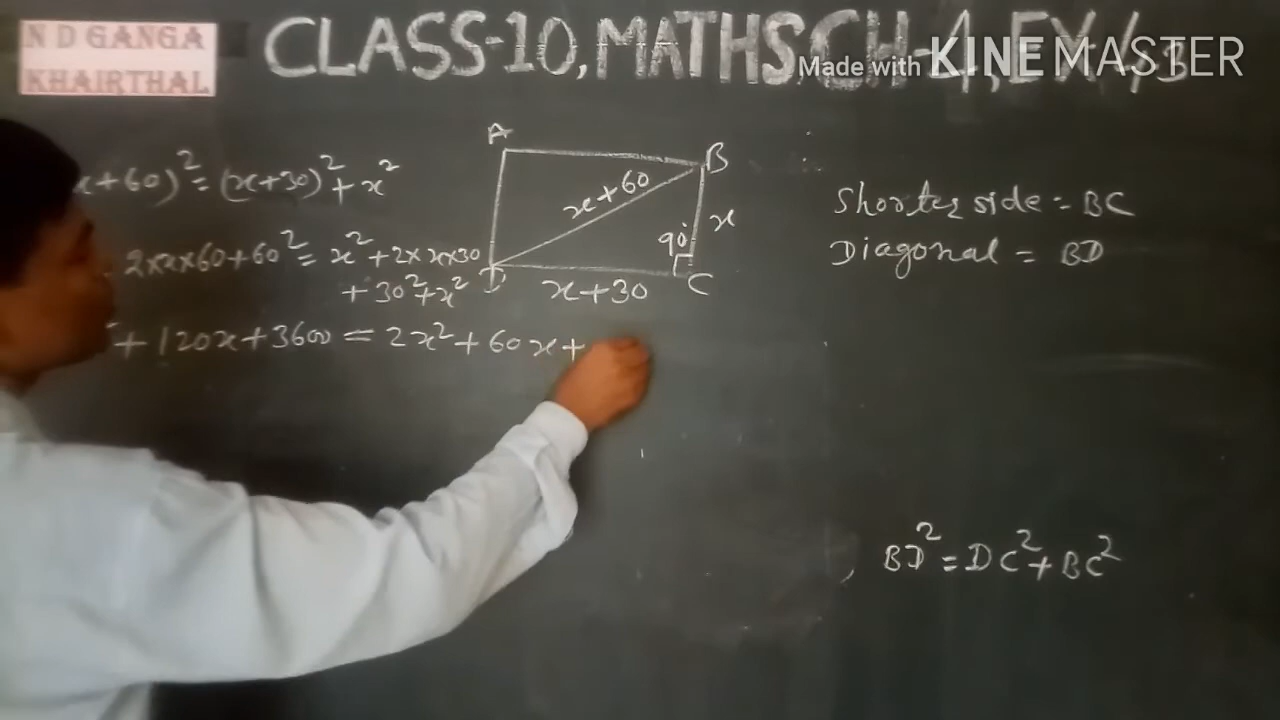 N D GANGA
KHAIRTHAL
CLASS-10, MATHS, CH-4, EX-4.3
Made with KINEMASTER
x+60)² = (x+30)² + x²
2×x×60+60² = x²+2×x×30
+30²+x²
+120x+3600 = 2x²+60x+
A
B
x+60
x
90°
D
x+30
C
Shorter side = BC
Diagonal = BD
BD² = DC²+BC²